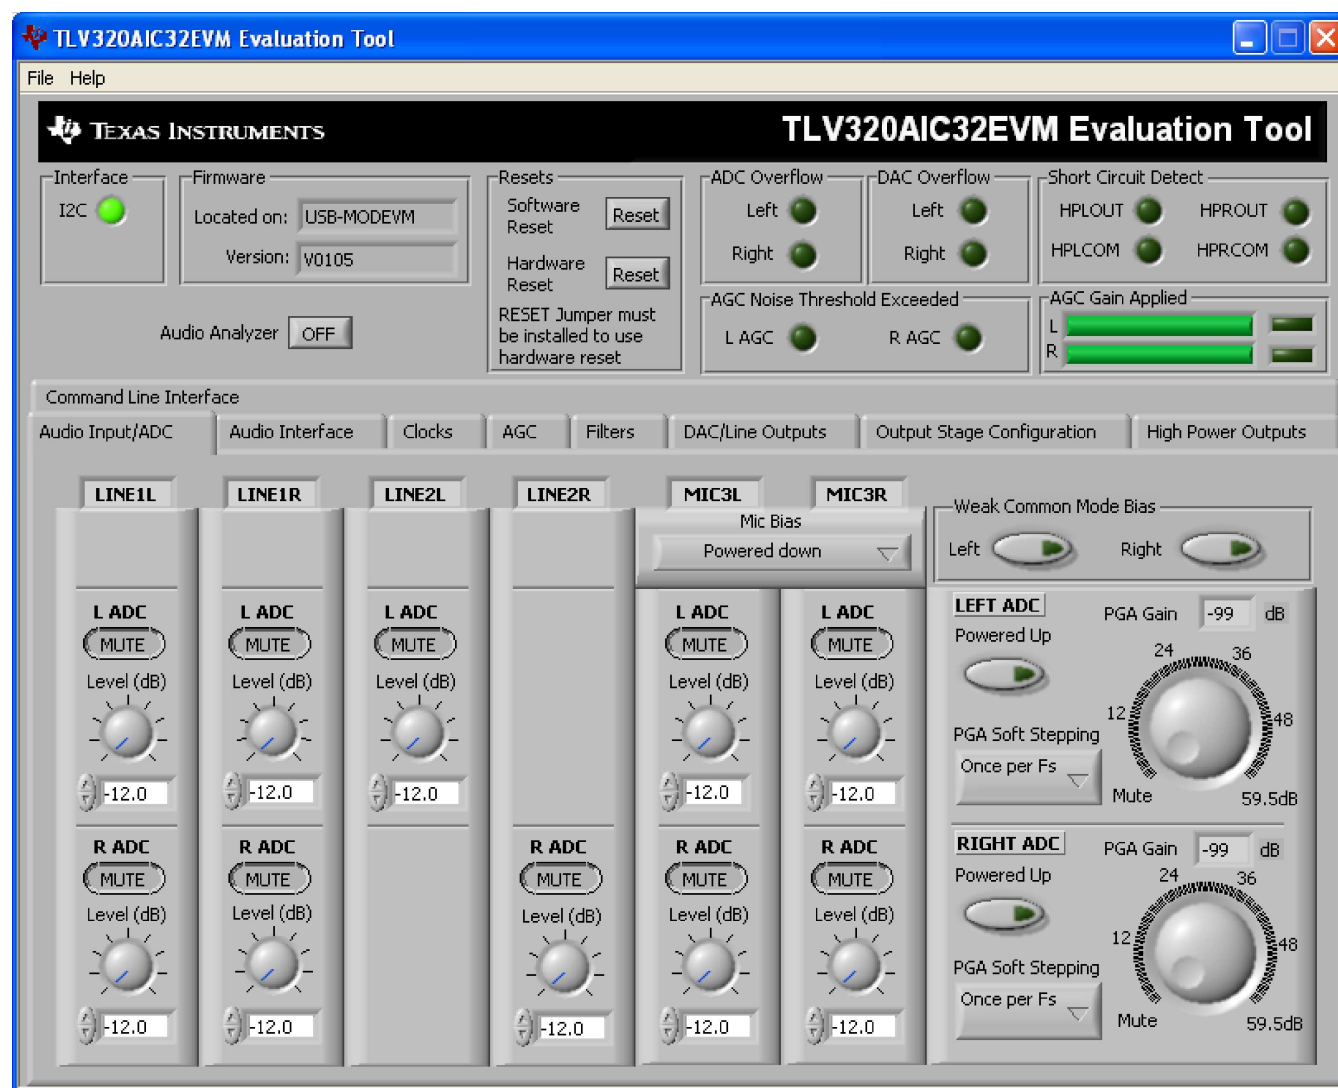 TLV320AIC32EVM Evaluation Tool
File Help
TEXAS INSTRUMENTS
TLV320AIC32EVM Evaluation Tool
Interface
I2C
Firmware
Located on: USB-MODEVM
Version: V0105
Audio Analyzer OFF
Resets
Software Reset Reset
Hardware Reset Reset
RESET Jumper must
be installed to use
hardware reset
ADC Overflow
Left
Right
DAC Overflow
Left
Right
Short Circuit Detect
HPLOUT HPROUT
HPLCOM HPRCOM
AGC Noise Threshold Exceeded
L AGC R AGC
AGC Gain Applied
L
R
Command Line Interface
Audio Input/ADC Audio Interface Clocks AGC Filters DAC/Line Outputs Output Stage Configuration High Power Outputs
LINE1L LINE1R LINE2L LINE2R MIC3L MIC3R
Mic Bias
Powered down
L ADC L ADC L ADC L ADC L ADC
MUTE MUTE MUTE MUTE MUTE
Level (dB) Level (dB) Level (dB) Level (dB) Level (dB)
-12.0 -12.0 -12.0 -12.0 -12.0
R ADC R ADC R ADC R ADC R ADC
MUTE MUTE MUTE MUTE MUTE
Level (dB) Level (dB) Level (dB) Level (dB) Level (dB)
-12.0 -12.0 -12.0 -12.0 -12.0
Weak Common Mode Bias
Left Right
LEFT ADC
Powered Up
PGA Gain -99 dB
24 36
12 48
Mute 59.5dB
PGA Soft Stepping
Once per Fs
RIGHT ADC
Powered Up
PGA Gain -99 dB
24 36
12 48
Mute 59.5dB
PGA Soft Stepping
Once per Fs